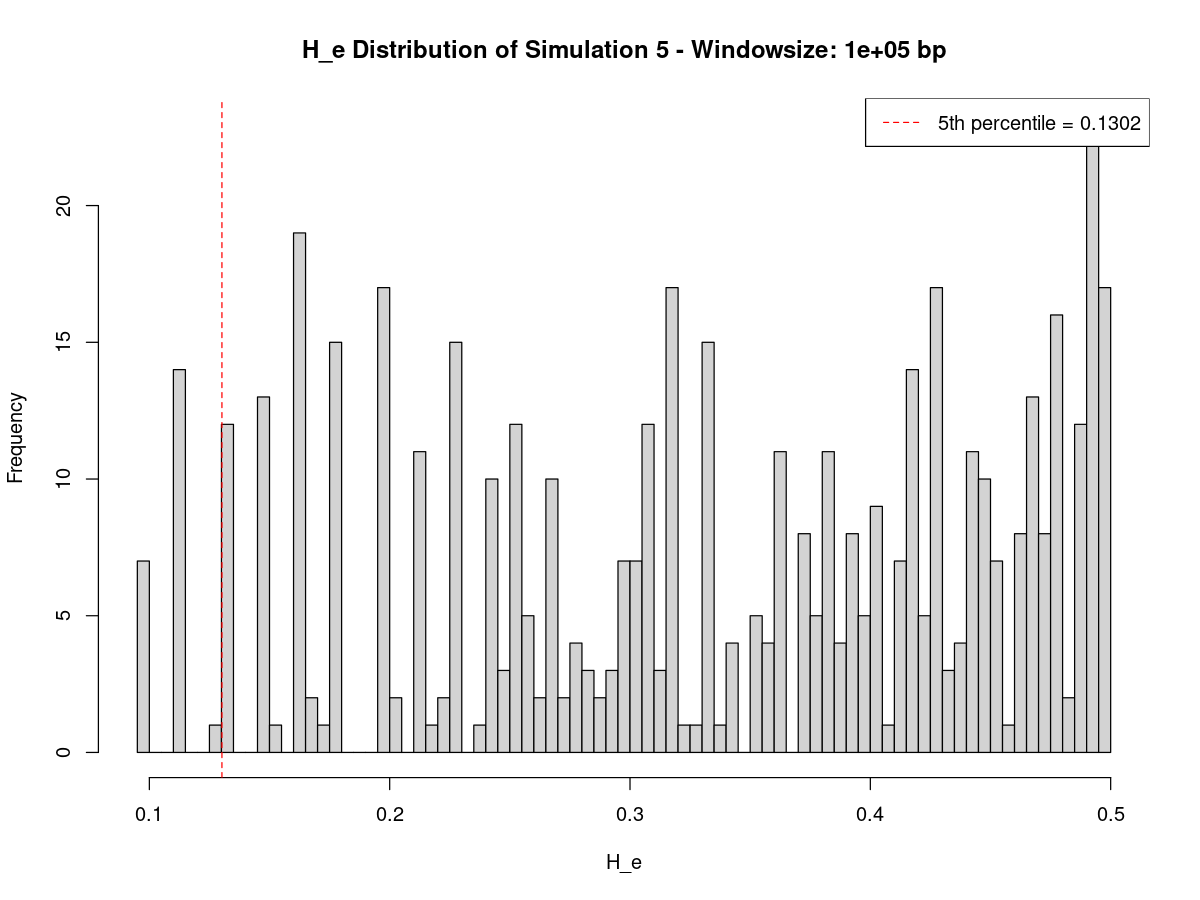 H_e Distribution of Simulation 5 - Windowsize: 1e+05 bp
5th percentile = 0.1302
20
15
10
5
0
Frequency
0.1 0.2 0.3 0.4 0.5
H_e